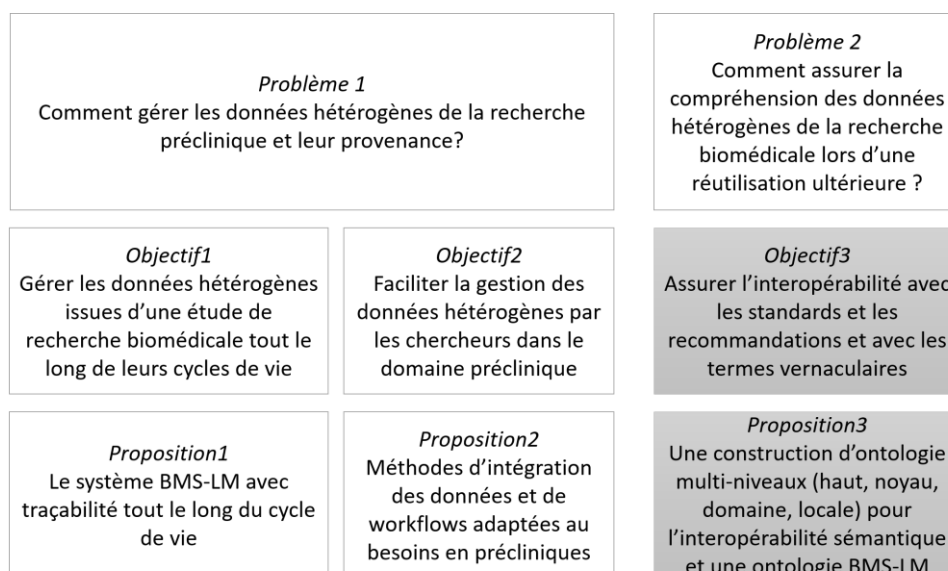 Problème 1
Comment gérer les données hétérogènes de la recherche
préclinique et leur provenance?
Problème 2
Comment assurer la
compréhension des données
hétérogènes de la recherche
biomédicale lors d'une
réutilisation ultérieure ?
Objectif1
Gérer les données hétérogènes
issues d'une étude de
recherche biomédicale tout le
long de leurs cycles de vie
Objectif2
Faciliter la gestion des
données hétérogènes par
les chercheurs dans le
domaine préclinique
Objectif3
Assurer l'interopérabilité avec
les standards et les
recommandations et avec les
termes vernaculaires
Proposition1
Le système BMS-LM avec
traçabilité tout le long du cycle
de vie
Proposition2
Méthodes d'intégration
des données et de
workflows adaptées au
besoins en précliniques
Proposition3
Une construction d'ontologie
multi-niveaux (haut, noyau,
domaine, locale) pour
l'interopérabilité sémantique
et une ontologie BMS-LM